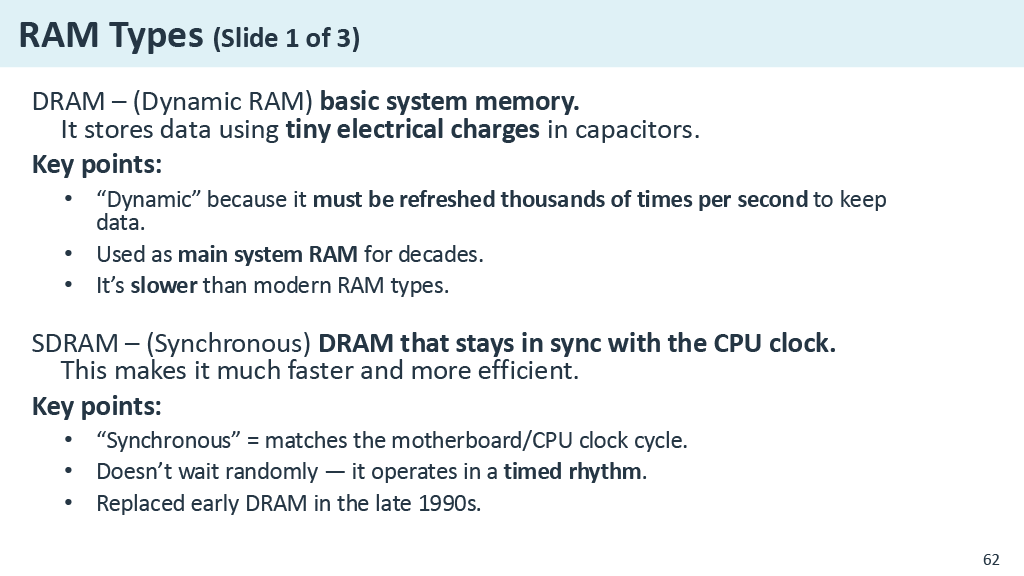 RAM Types (Slide 1 of 3)
DRAM – (Dynamic RAM) basic system memory.
It stores data using tiny electrical charges in capacitors.
Key points:
• “Dynamic” because it must be refreshed thousands of times per second to keep
data.
• Used as main system RAM for decades.
• It’s slower than modern RAM types.
SDRAM – (Synchronous) DRAM that stays in sync with the CPU clock.
This makes it much faster and more efficient.
Key points:
• “Synchronous” = matches the motherboard/CPU clock cycle.
• Doesn’t wait randomly — it operates in a timed rhythm.
• Replaced early DRAM in the late 1990s.
62